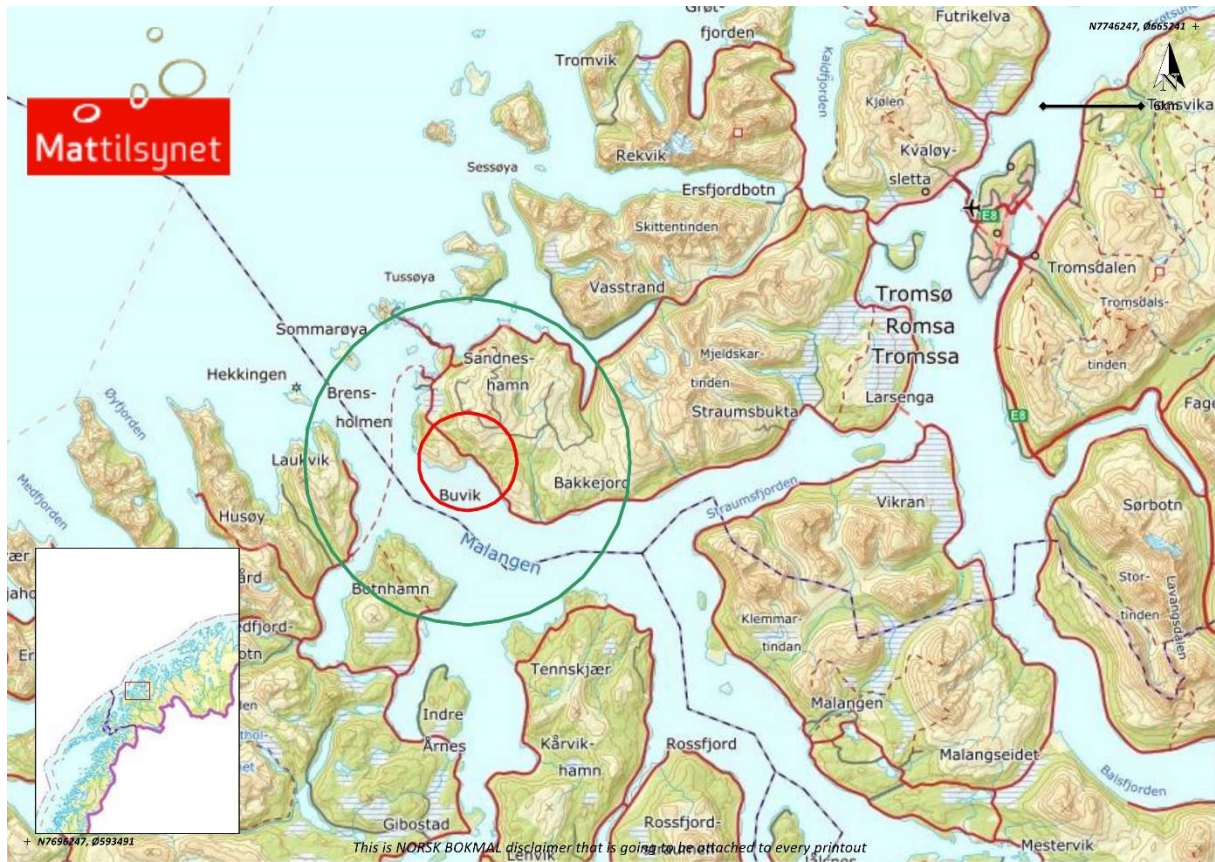 Grøt-
fjorden
Futrikelva
N7746247, Ø665241 +
Tromvik
Kaldfjorden
N
6km
Mattilsynet
Kjølen
Rekvik
Kvaløy-
sletta
Sessøya
Ersfjordbotn
E8
Skittentinden
Tromsdalen
Tussøya
Vasstrand
Tromsø
Romsa
Tromssa
Tromsdals-
tinden
Sommarøya
Sandnes-
hamn
Mjeldskar-
tinden
Hekkingen
Brens-
holmen
Straumsbukta
Larsenga
Øyfjorden
E8
Laukvik
Medfjorden
Buvik
Bakkejord
Straumsfjorden
Vikran
Sørbotn
Husøy
Malangen
Botnhamn
Stor-
tinden
Lavangsdalen
Klemmar-
tindan
Tennskjær
Malangen
Indre
Årnes
Kårvik-
hamn
Rossfjord
Malangseidet
Balsfjorden
Gibostad
Rossfjord-
Mestervik
+ N7696247, Ø593491
This is NORSK BOKMAL disclaimer that is going to be attached to every printout
Lenvik